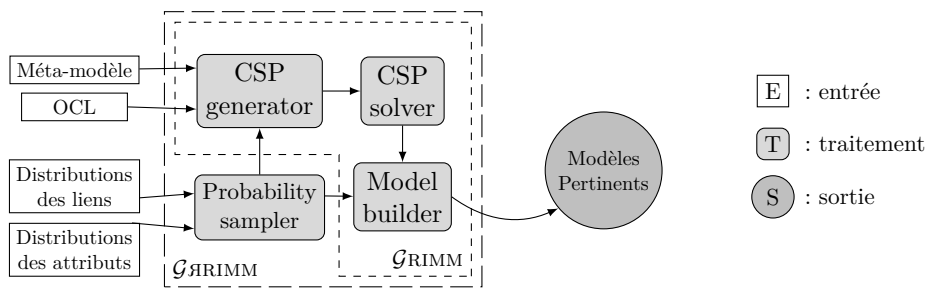 Méta-modèle
OCL
Distributions
des liens
Distributions
des attributs
CSP
generator
CSP
solver
Probability
sampler
Model
builder
GЯRIMM
GRIMM
Modèles
Pertinents
E : entrée
T : traitement
S : sortie